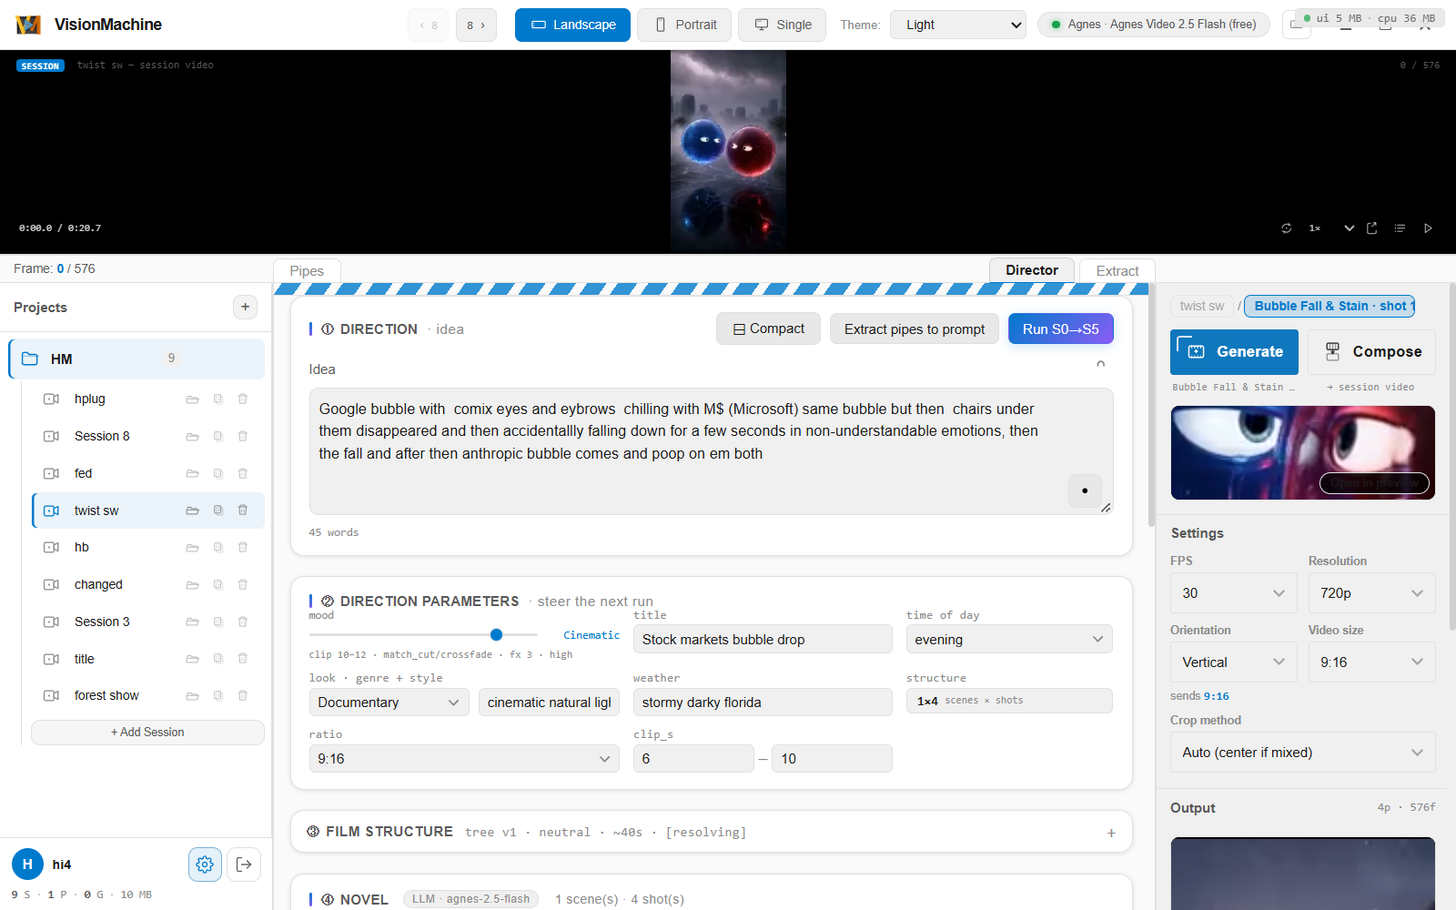 VisionMachine
‹ 8
8 ›
Landscape
Portrait
Single
Theme:
Light
Agnes · Agnes Video 2.5 Flash (free)
ui 5 MB · cpu 36 MB
SESSION
twist sw — session video
0 / 576
0:00.0 / 0:20.7
1×
Frame: 0 / 576
Pipes
Director
Extract
Projects
+
HM
9
hplug
Session 8
fed
twist sw
hb
changed
Session 3
title
forest show
+ Add Session
H
hi4
9 S · 1 P · 0 G · 10 MB
① DIRECTION · idea
Compact
Extract pipes to prompt
Run S0→S5
Idea
Google bubble with  comix eyes and eybrows  chilling with M$ (Microsoft) same bubble but then  chairs under
them disappeared and then accidentallly falling down for a few seconds in non-understandable emotions, then
the fall and after then anthropic bubble comes and poop on em both
45 words
② DIRECTION PARAMETERS · steer the next run
mood
Cinematic
clip 10–12 · match_cut/crossfade · fx 3 · high
title
Stock markets bubble drop
time of day
evening
look · genre + style
Documentary
cinematic natural ligl
weather
stormy darky florida
structure
1×4 scenes × shots
ratio
9:16
clip_s
6
—
10
③ FILM STRUCTURE tree v1 · neutral · ~40s · [resolving]
+
④ NOVEL
LLM · agnes-2.5-flash
1 scene(s) · 4 shot(s)
twist sw
/
Bubble Fall & Stain · shot 1
Generate
Compose
Bubble Fall & Stain …
→ session video
Open in preview
Settings
FPS
30
Resolution
720p
Orientation
Vertical
Video size
9:16
sends 9:16
Crop method
Auto (center if mixed)
Output
4p · 576f